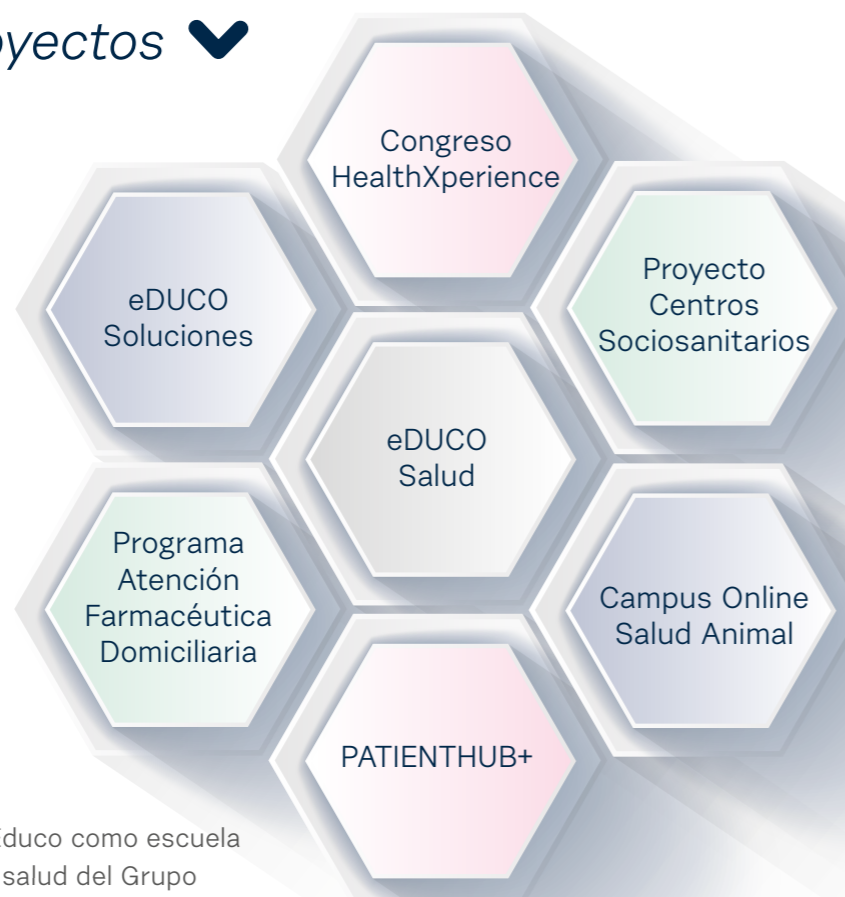 oyectos
Congreso
HealthXperience
eDUCO
Soluciones
Proyecto
Centros
Sociosanitarios
eDUCO
Salud
Programa
Atención
Farmacéutica
Domiciliaria
Campus Online
Salud Animal
PATIENTHUB+
Educo como escuela
salud del Grupo